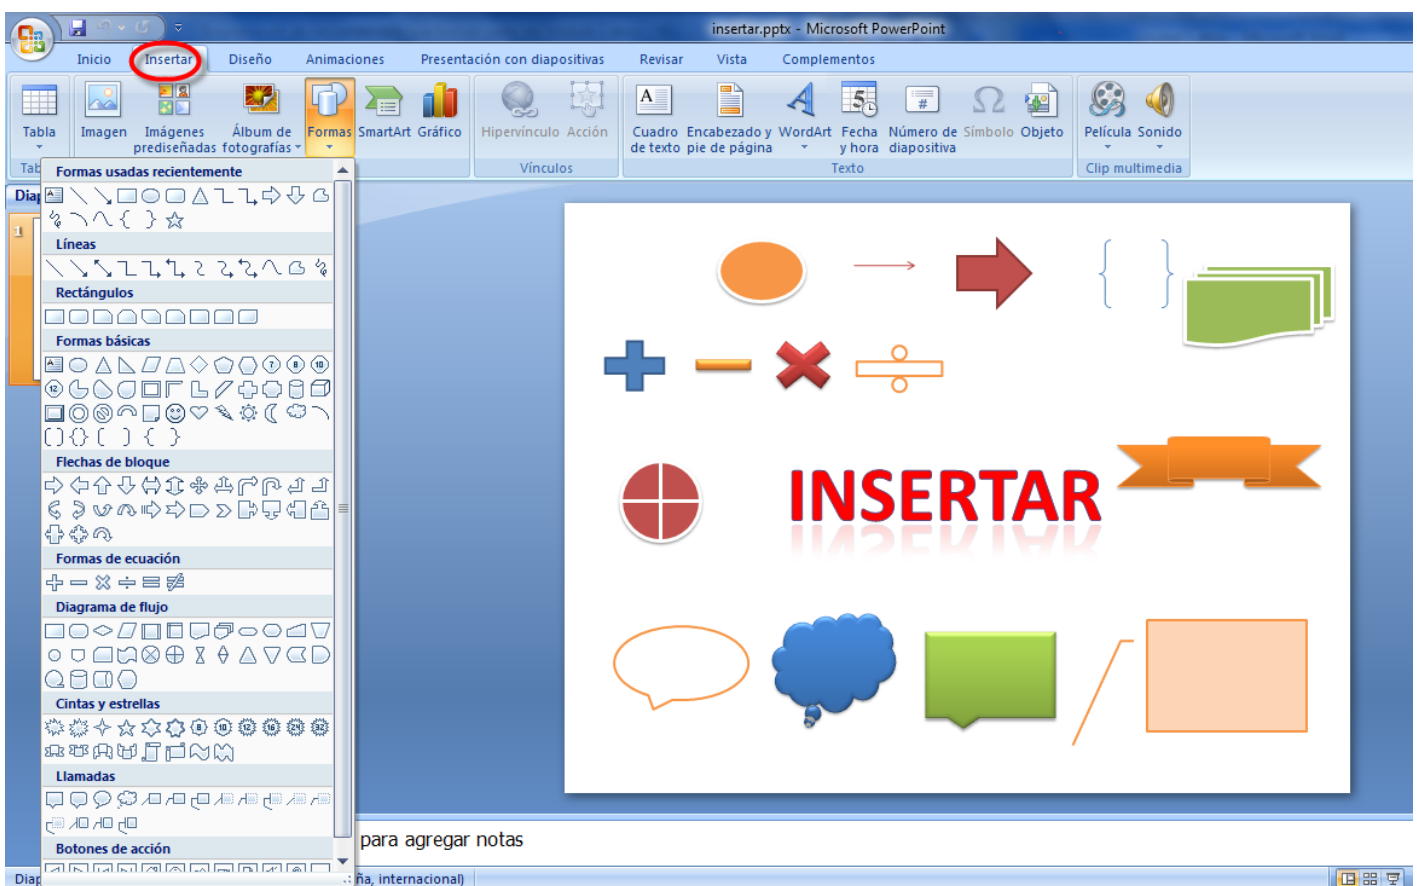 insertar.pptx - Microsoft PowerPoint
Inicio Insertar Diseño Animaciones Presentación con diapositivas Revisar Vista Complementos
Tabla Imagen Imágenes prediseñadas Álbum de fotografías Formas SmartArt Gráfico Hipervínculo Acción Cuadro de texto Encabezado y pie de página WordArt Fecha y hora Número de diapositiva Símbolo Objeto Película Sonido
Vínculos Texto Clip multimedia
Formas usadas recientemente
1
Líneas
Rectángulos
Formas básicas
Flechas de bloque
Formas de ecuación
Diagrama de flujo
Cintas y estrellas
Llamadas
Botones de acción
INSERTAR
para agregar notas
internacional)